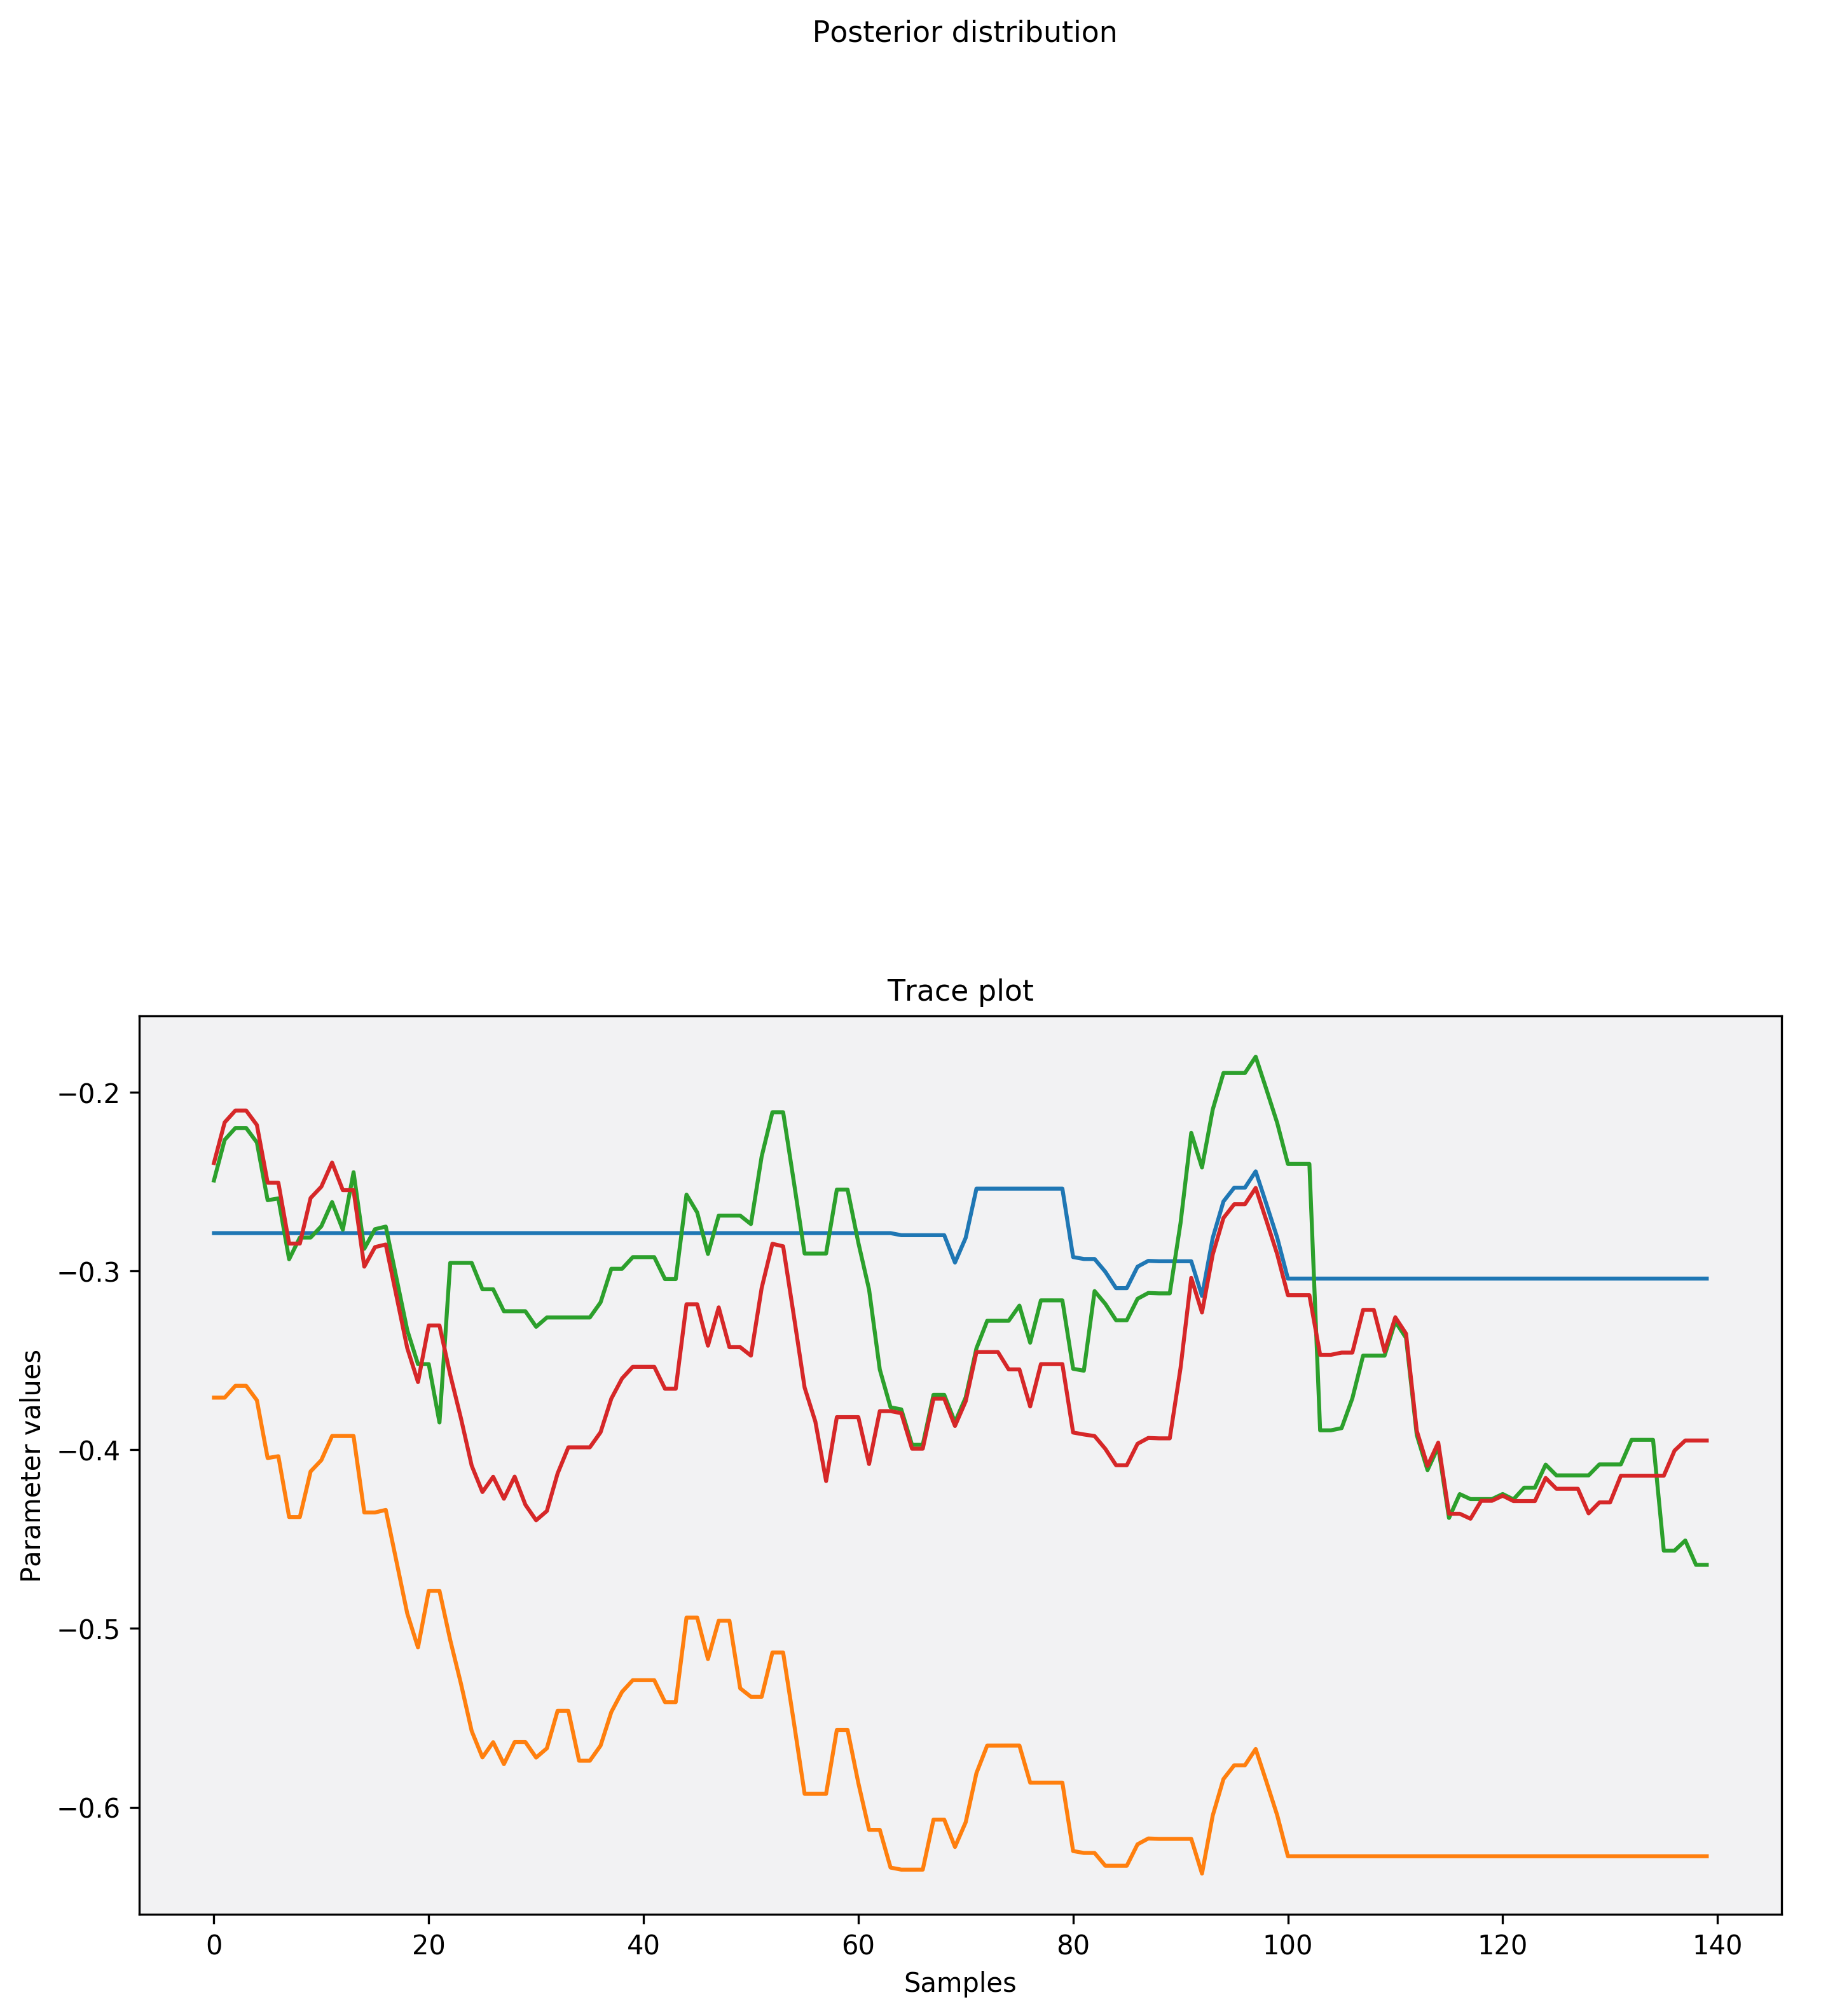 Posterior distribution
Trace plot
Parameter values
−0.2
−0.3
−0.4
−0.5
−0.6
0 20 40 60 80 100 120 140
Samples